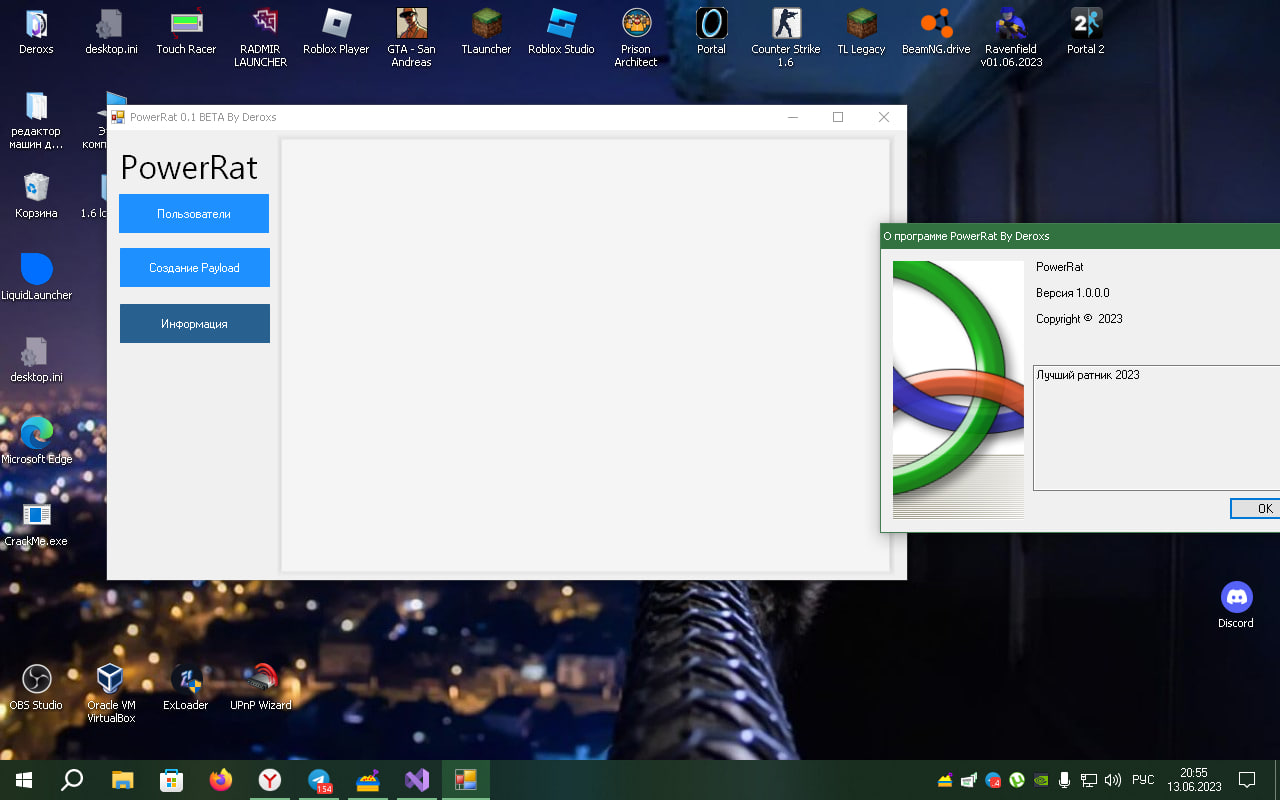 Deroxs
desktop.ini
Touch Racer
RADMIR
LAUNCHER
Roblox Player
GTA - San
Andreas
TLauncher
Roblox Studio
Prison
Architect
Portal
Counter Strike
1.6
TL Legacy
BeamNG.drive
Ravenfield
v01.06.2023
Portal 2
редактор
машин д...
Корзина
LiquidLauncher
desktop.ini
Microsoft Edge
CrackMe.exe
PowerRat 0.1 BETA By Deroxs
PowerRat
Пользователи
Создание Payload
Информация
О программе PowerRat By Deroxs
PowerRat
Версия 1.0.0.0
Copyright © 2023
Лучший ратник 2023
OK
Discord
OBS Studio
Oracle VM
VirtualBox
ExLoader
UPnP Wizard
154
РУС
20:55
13.06.2023